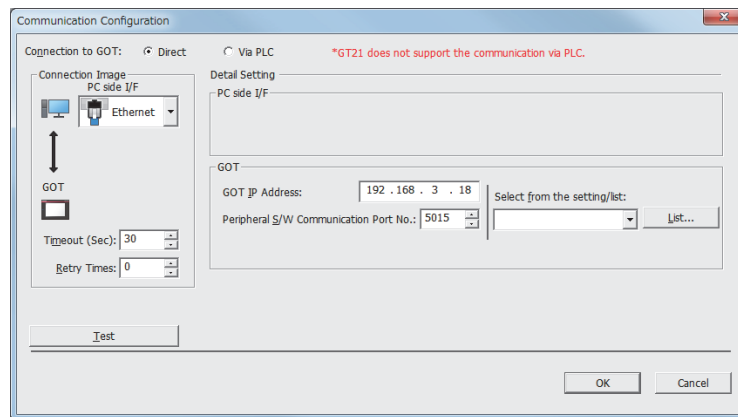 Communication Configuration
Connection to GOT: Direct Via PLC *GT21 does not support the communication via PLC.
Connection Image
PC side I/F
Ethernet
GOT
Timeout (Sec): 30
Retry Times: 0
Detail Setting
PC side I/F
GOT
GOT IP Address: 192 .168 . 3 . 18
Peripheral S/W Communication Port No.: 5015
Select from the setting/list:
List...
Test
OK Cancel